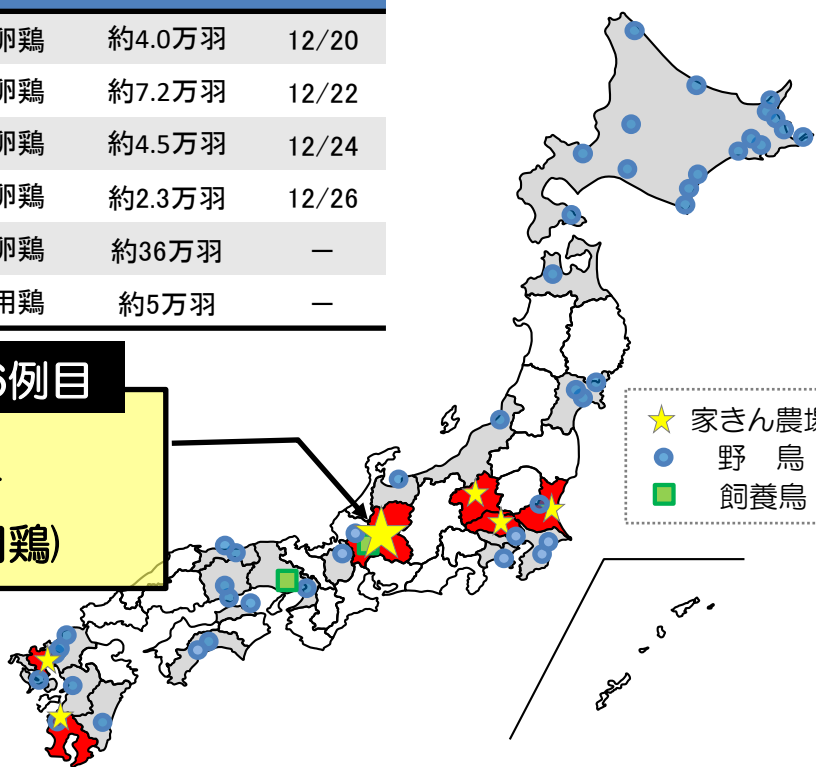 卵鶏 約4.0万羽 12/20
卵鶏 約7.2万羽 12/22
卵鶏 約4.5万羽 12/24
卵鶏 約2.3万羽 12/26
卵鶏 約36万羽 －
用鶏 約5万羽 －
6例目
用鶏)
家きん農場
野 鳥
飼養鳥